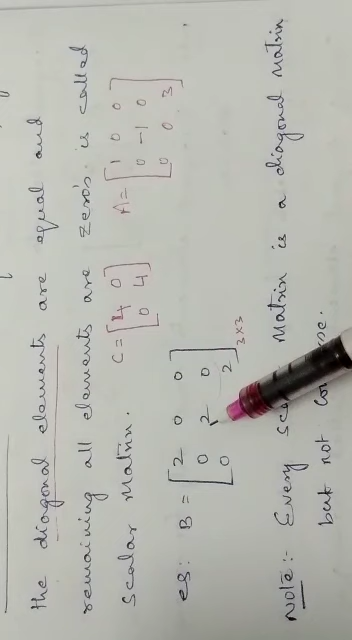 the diagonal elements are equal and
remaining all elements are zero's is called
scalar matrix. C = [4 0
0 4] A = [1 0 0
0 -1 0
0 0 3]
eg: B = [2 0 0
0 2 0
0 2] 3×3
Note:- Every matrix is a diagonal matrix
but not